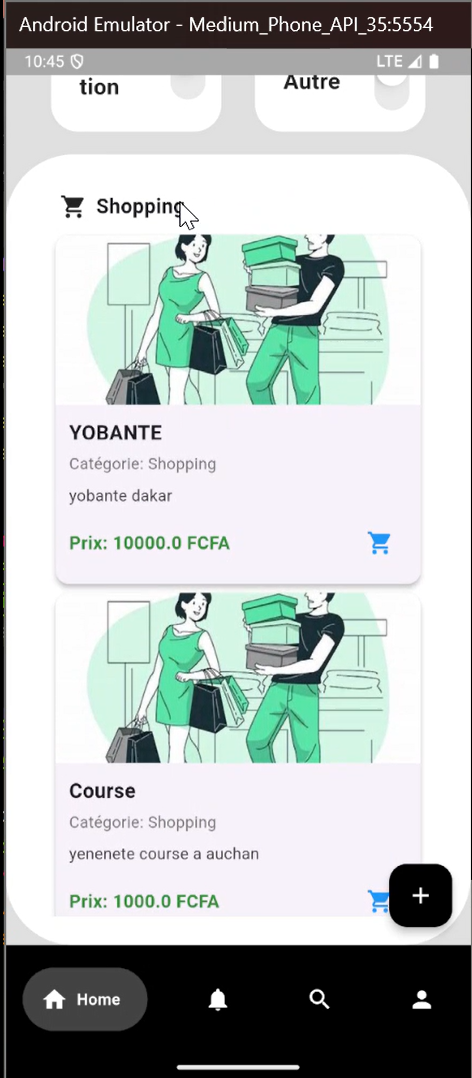 Android Emulator - Medium_Phone_API_35:5554
10:45
LTE
tion
Autre
Shopping
YOBANTE
Catégorie: Shopping
yobante dakar
Prix: 10000.0 FCFA
Course
Catégorie: Shopping
yenenete course a auchan
Prix: 1000.0 FCFA
+
Home